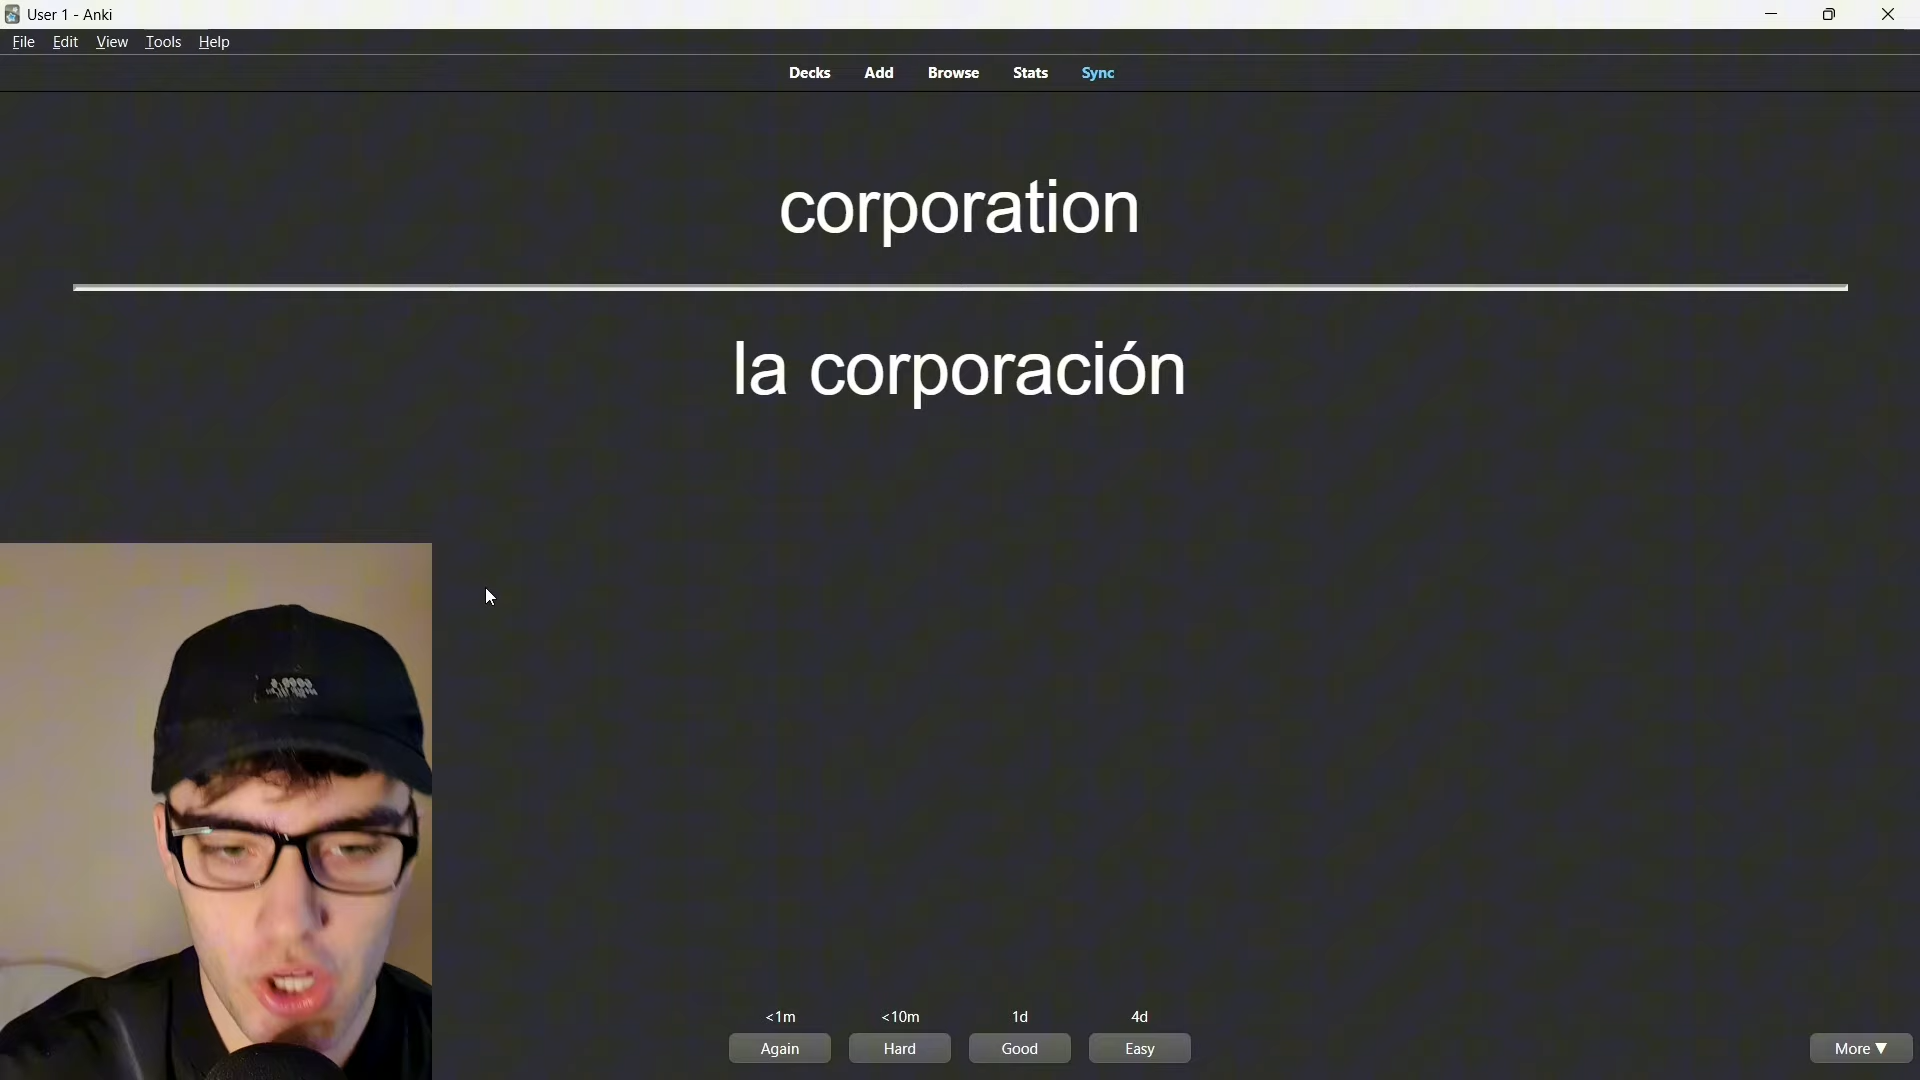 User 1 - Anki
File Edit View Tools Help
Decks Add Browse Stats Sync
corporation
la corporación
<1m <10m 1d 4d
Again Hard Good Easy More ▼